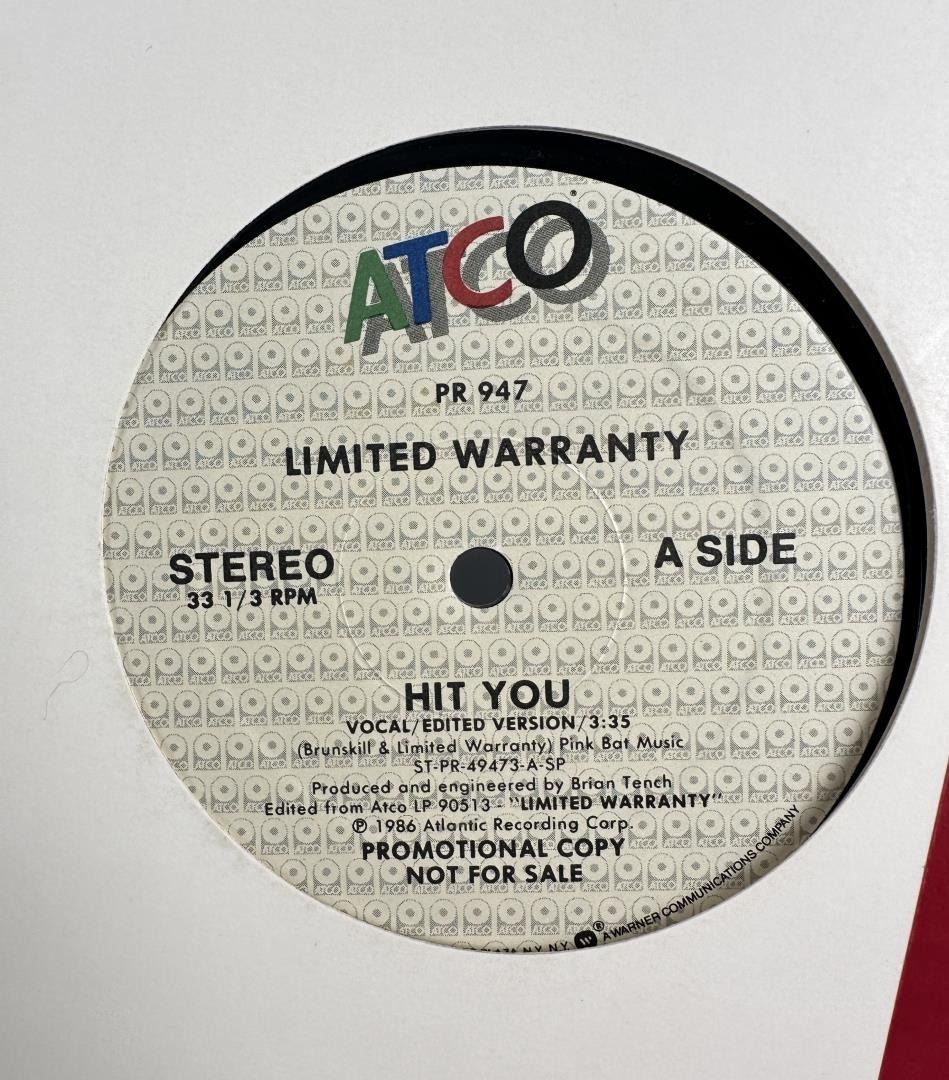 ATCO®
PR 947
LIMITED WARRANTY
STEREO
33 1/3 RPM
A SIDE
HIT YOU
VOCAL/EDITED VERSION/3:35
(Brunskill & Limited Warranty) Pink Bat Music
ST-PR-49473-A-SP
Produced and engineered by Brian Tench
Edited from Atco LP 90513 - "LIMITED WARRANTY"
℗ 1986 Atlantic Recording Corp.
PROMOTIONAL COPY
NOT FOR SALE
N.Y. N.Y. ® A WARNER COMMUNICATIONS COMPANY